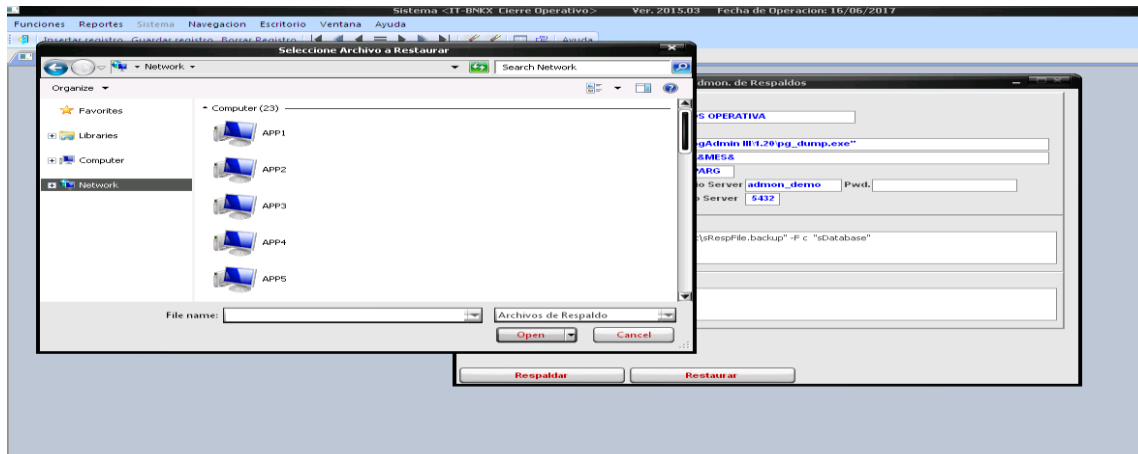 Sistema <IT-BNKX Cierre Operativo> Ver. 2015.03 Fecha de Operacion: 16/06/2017
Funciones Reportes Sistema Navegacion Escritorio Ventana Ayuda
Insertar registro Guardar registro Borrar Registro Ayuda
Seleccione Archivo a Restaurar
Network
Search Network
Organize
Favorites
Libraries
Computer
Network
Computer (23)
APP1
APP2
APP3
APP4
APP5
File name:
Archivos de Respaldo
Open
Cancel
dmon. de Respaldos
S OPERATIVA
gAdmin III\1.20\pg_dump.exe"
&MES&
PARG
io Server admon_demo Pwd.
Server 5432
\sRespFile.backup" -F c "sDatabase"
Respaldar
Restaurar